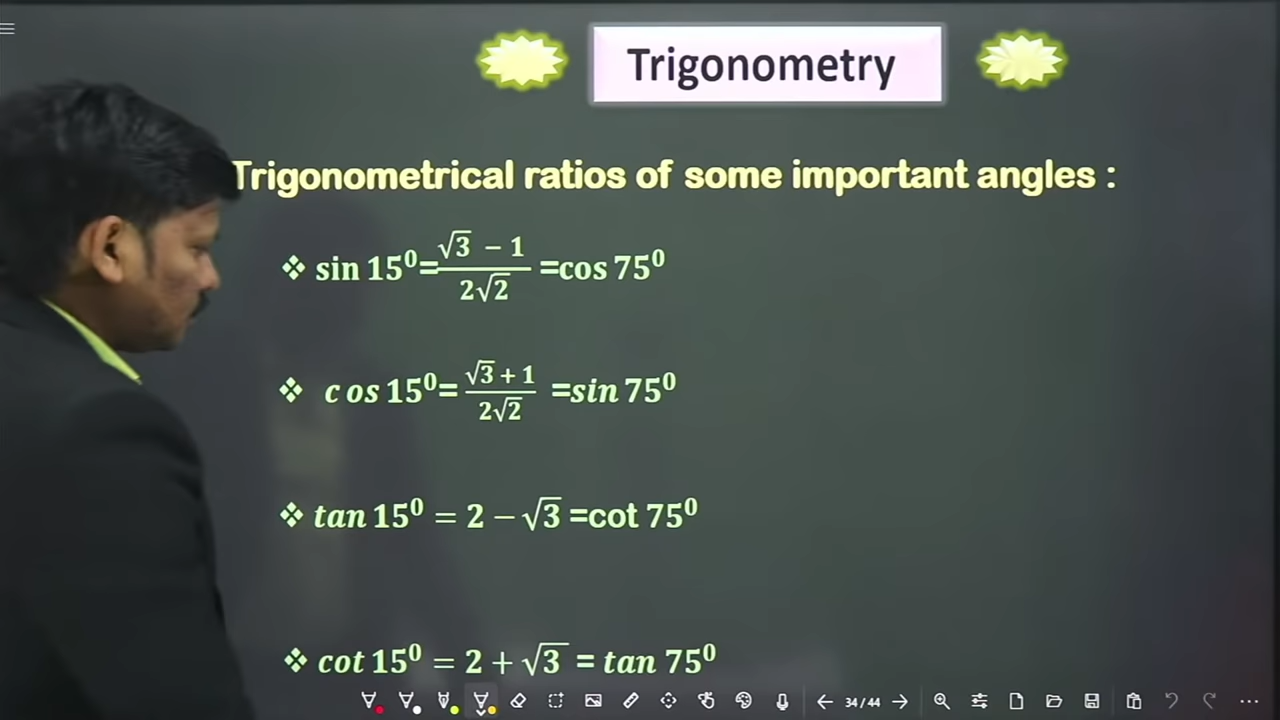 Trigonometry
Trigonometrical ratios of some important angles :
❖ sin 15⁰=(√3 − 1)/(2√2) =cos 75⁰
❖ cos 15⁰= (√3 + 1)/(2√2) =sin 75⁰
❖ tan 15⁰ = 2 − √3 =cot 75⁰
❖ cot 15⁰ = 2 + √3 = tan 75⁰
34 / 44